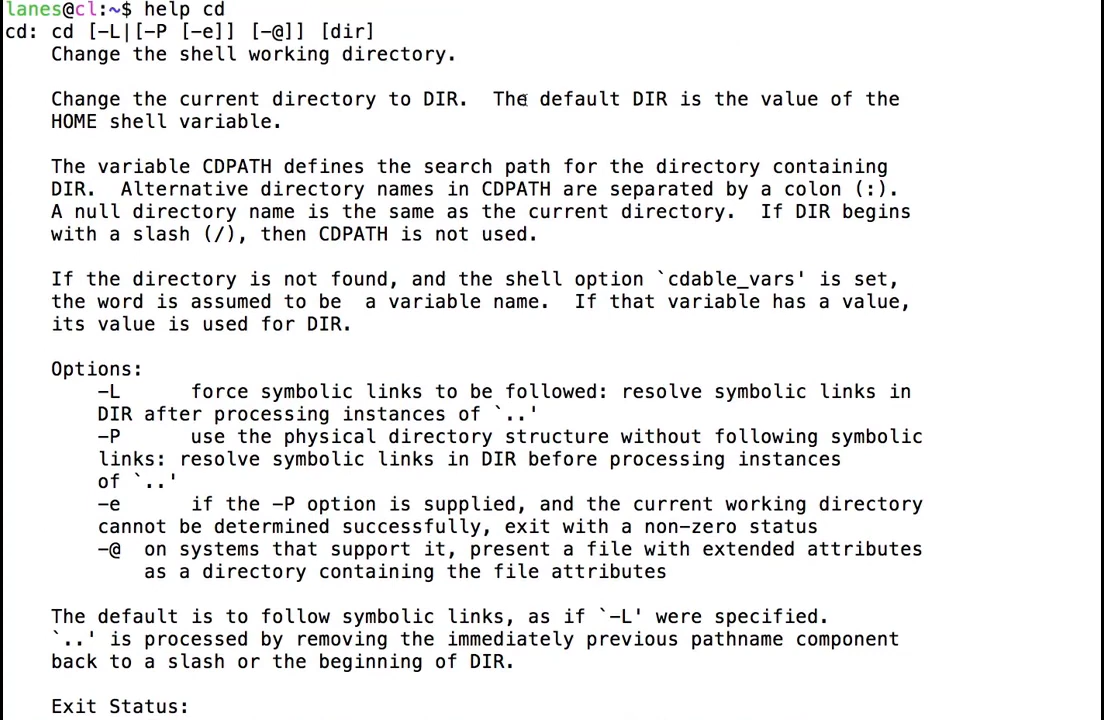 lanes@cl:~$ help cd
cd: cd [-L|[-P [-e]] [-@]] [dir]
    Change the shell working directory.

    Change the current directory to DIR.  The default DIR is the value of the
    HOME shell variable.

    The variable CDPATH defines the search path for the directory containing
    DIR.  Alternative directory names in CDPATH are separated by a colon (:).
    A null directory name is the same as the current directory.  If DIR begins
    with a slash (/), then CDPATH is not used.

    If the directory is not found, and the shell option `cdable_vars' is set,
    the word is assumed to be  a variable name.  If that variable has a value,
    its value is used for DIR.

    Options:
        -L      force symbolic links to be followed: resolve symbolic links in
        DIR after processing instances of `..'
        -P      use the physical directory structure without following symbolic
        links: resolve symbolic links in DIR before processing instances
        of `..'
        -e      if the -P option is supplied, and the current working directory
        cannot be determined successfully, exit with a non-zero status
        -@  on systems that support it, present a file with extended attributes
            as a directory containing the file attributes

    The default is to follow symbolic links, as if `-L' were specified.
    `..' is processed by removing the immediately previous pathname component
    back to a slash or the beginning of DIR.

    Exit Status: